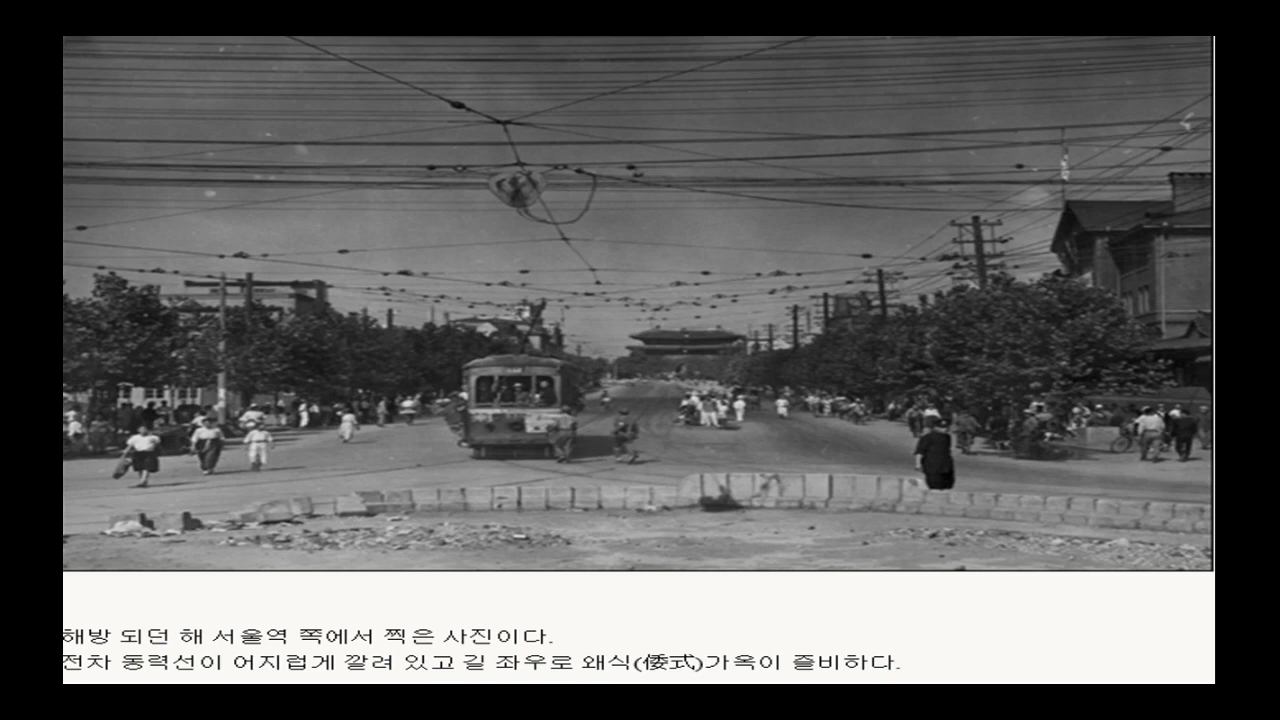 해방 되던 해 서울역 쪽에서 찍은 사진이다.
전차 동력선이 어지럽게 깔려 있고 길 좌우로 왜식(倭式)가옥이 즐비하다.